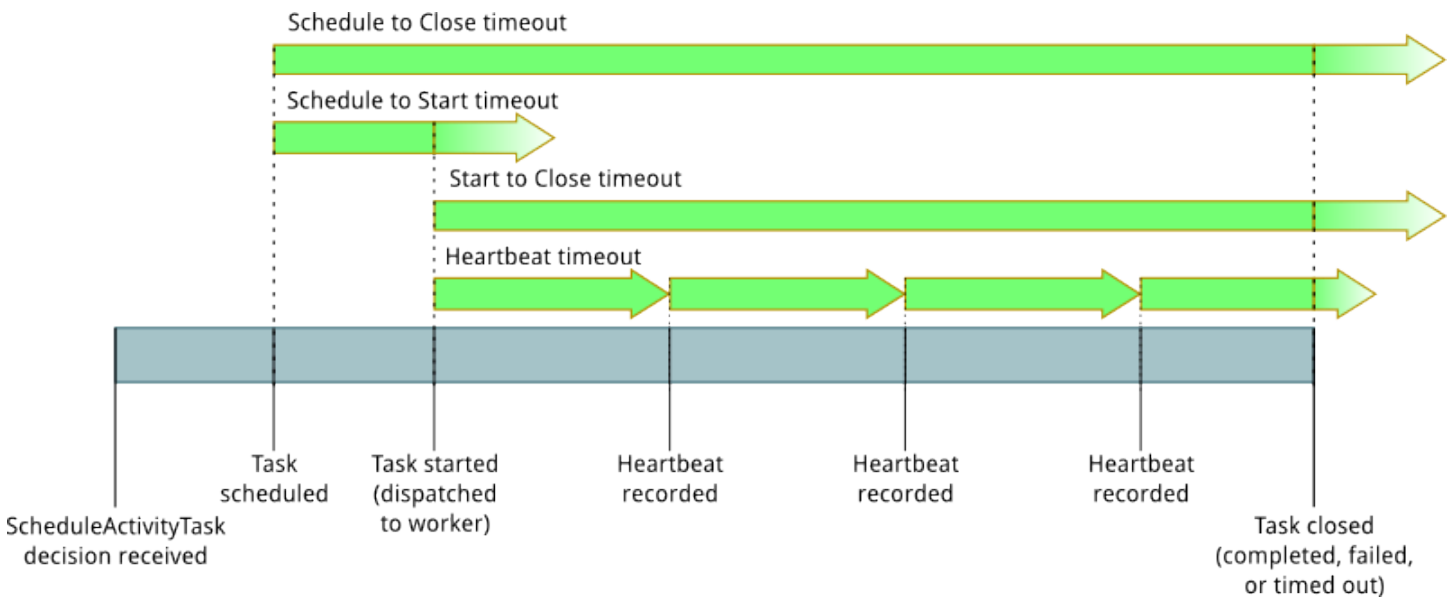 Schedule to Close timeout
Schedule to Start timeout
Start to Close timeout
Heartbeat timeout
Task
scheduled
Task started
(dispatched
to worker)
Heartbeat
recorded
Heartbeat
recorded
Heartbeat
recorded
ScheduleActivityTask
decision received
Task closed
(completed, failed,
or timed out)